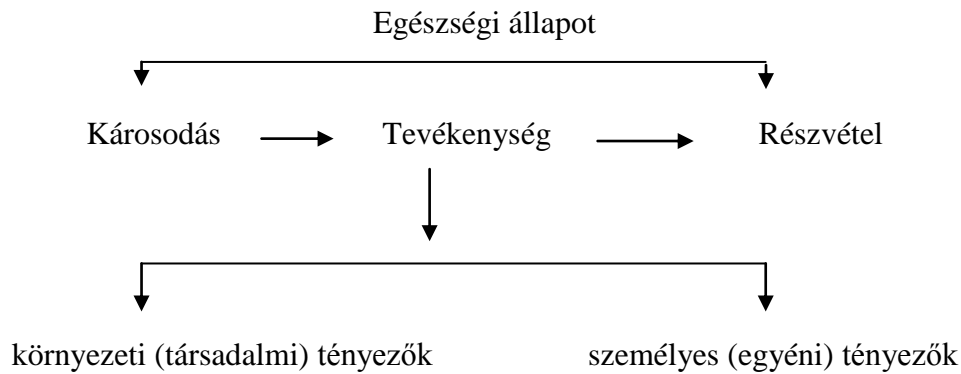 Egészségi állapot
Károsodás Tevékenység Részvétel
környezeti (társadalmi) tényezők személyes (egyéni) tényezők